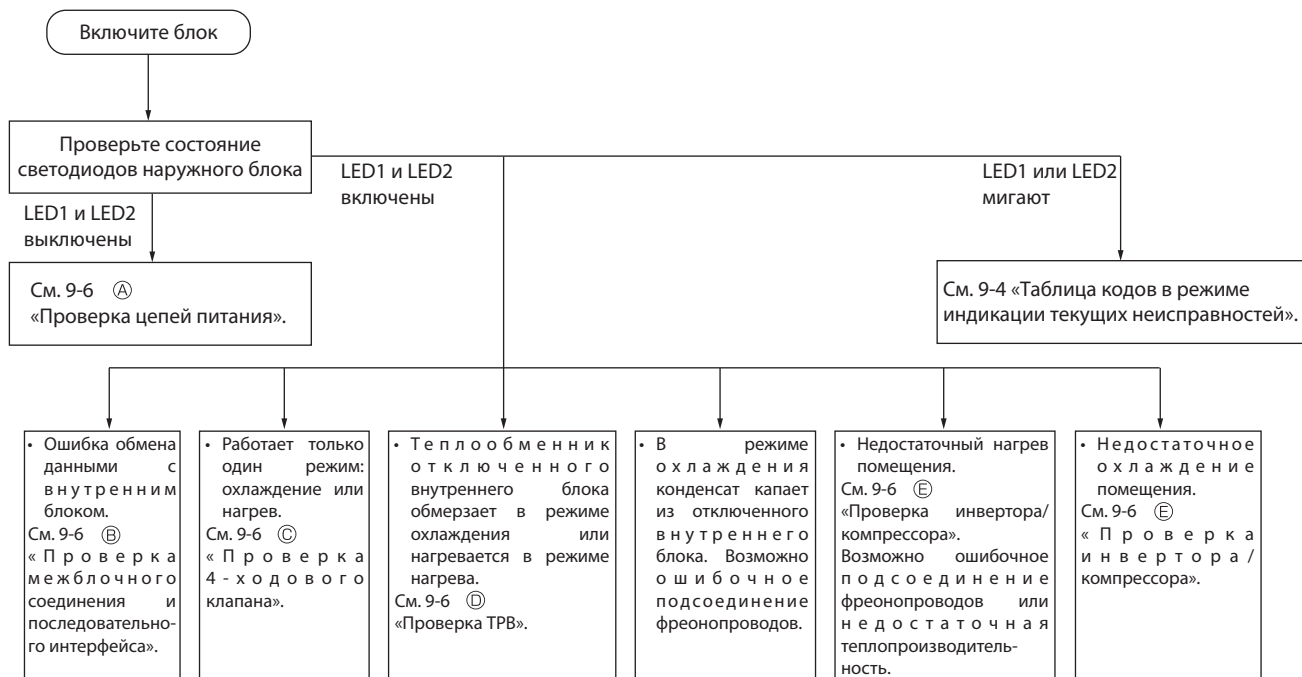 Включите блок
Проверьте состояние
светодиодов наружного блока
LED1 и LED2
включены
LED1 или LED2
мигают
LED1 и LED2
выключены
См. 9-6 Ⓐ
«Проверка цепей питания».
См. 9-4 «Таблица кодов в режиме
индикации текущих неисправностей».
• Ошибка обмена
данными с
внутренним
блоком.
См. 9-6 Ⓑ
«Проверка
межблочного
соединения и
последовательно-
го интерфейса».
• Работает только
один режим:
охлаждение или
нагрев.
См. 9-6 Ⓒ
«Проверка
4-ходового
клапана».
• Теплообменник
отключенного
внутреннего блока
обмерзает в режиме
охлаждения или
нагревается в режиме
нагрева.
См. 9-6 Ⓓ
«Проверка ТРВ».
• В режиме
охлаждения
конденсат капает
из отключенного
внутреннего
блока. Возможно
ошибочное
подсоединение
фреонопроводов.
• Недостаточный нагрев
помещения.
См. 9-6 Ⓔ
«Проверка инвертора/
компрессора».
Возможно ошибочное
подсоединение
фреонопроводов или
недостаточная
теплопроизводитель-
ность.
• Недостаточное
охлаждение
помещения.
См. 9-6 Ⓔ
«Проверка
инвертора/
компрессора».